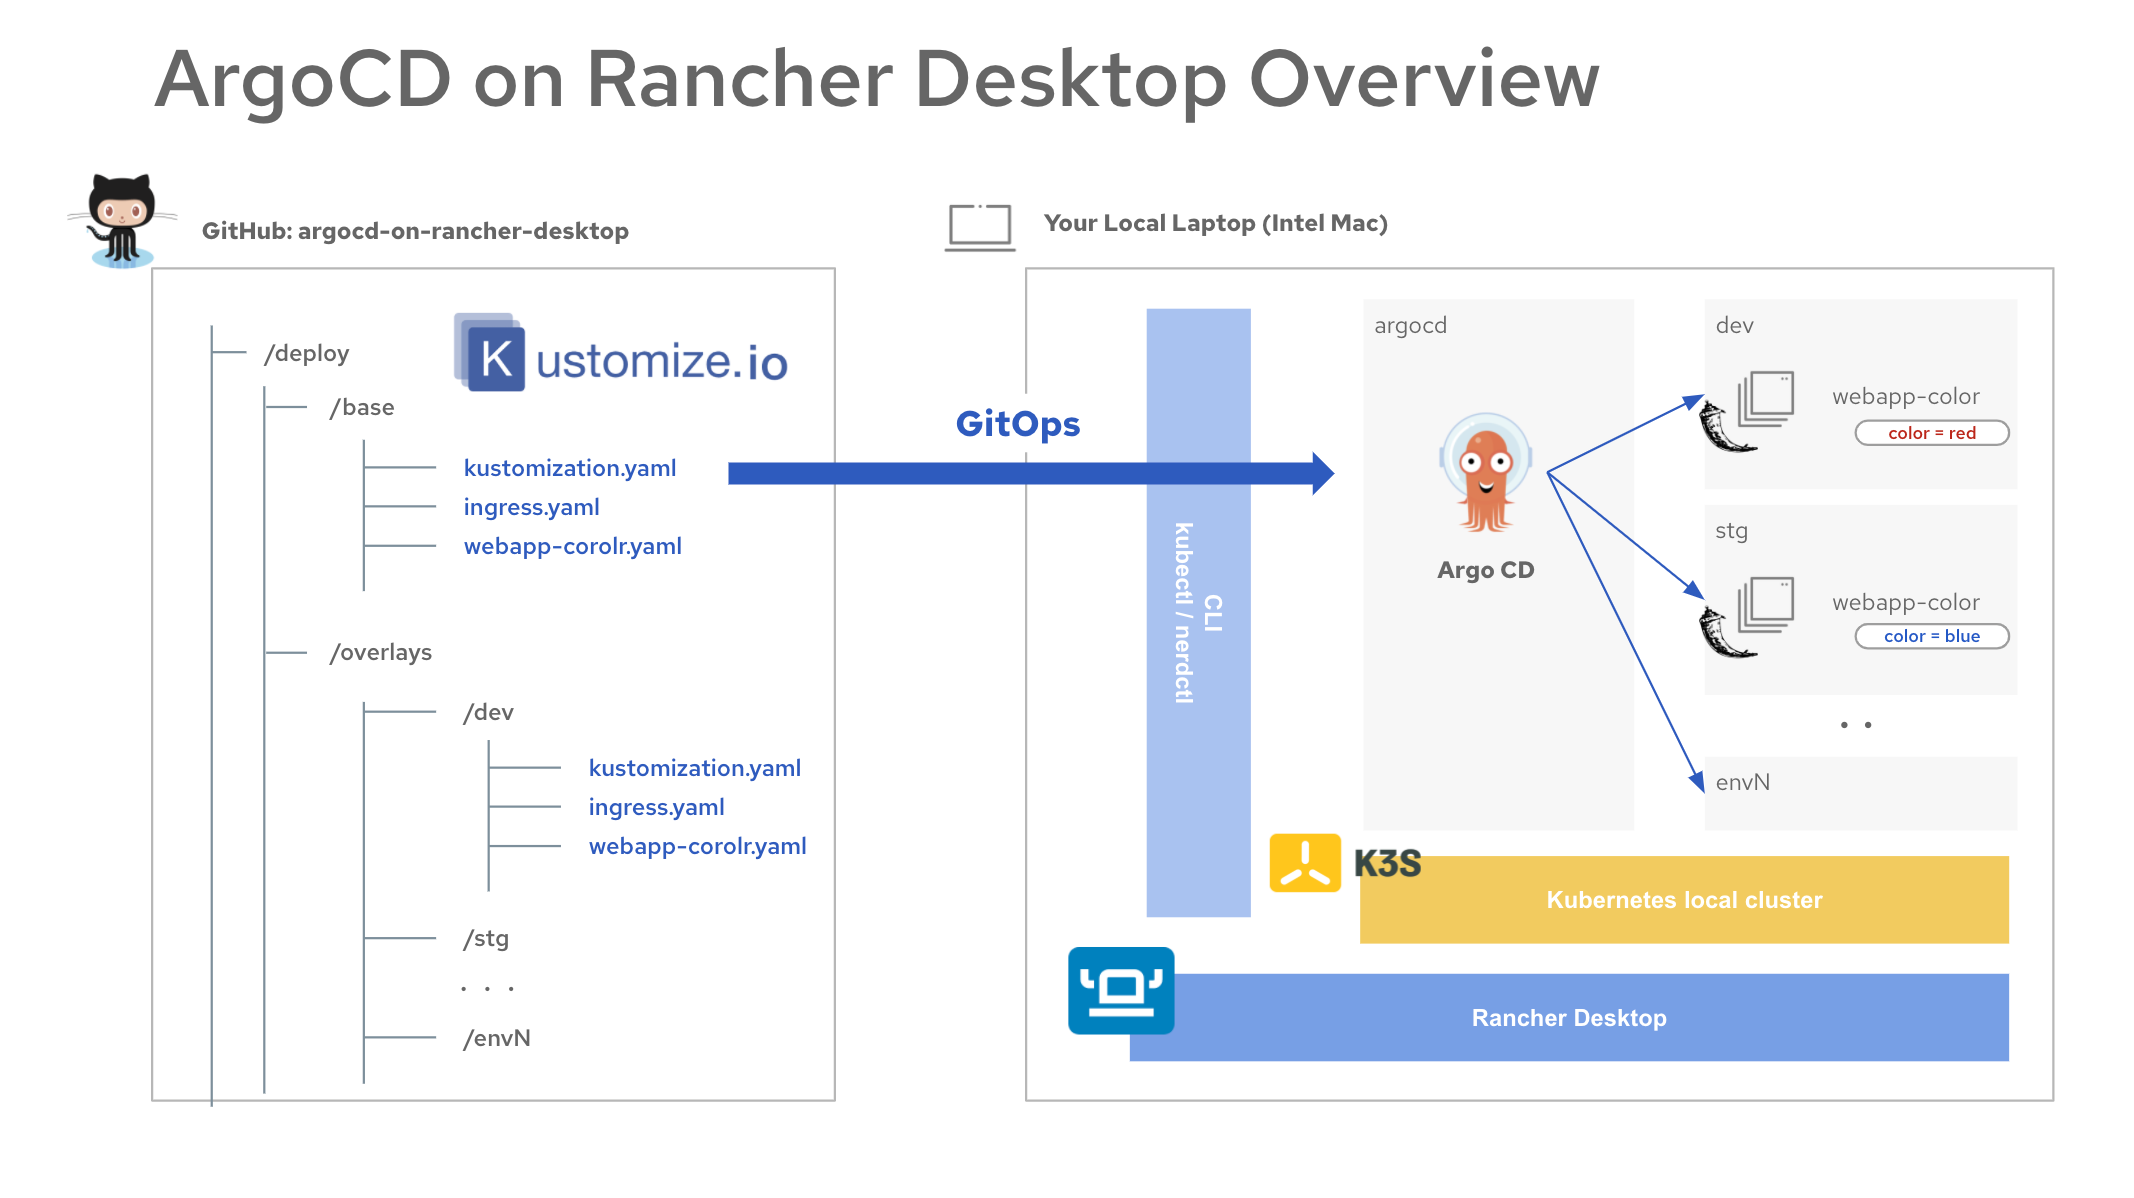 ArgoCD on Rancher Desktop Overview
GitHub: argocd-on-rancher-desktop
/deploy
Kustomize.io
/base
kustomization.yaml
ingress.yaml
webapp-corolr.yaml
/overlays
/dev
kustomization.yaml
ingress.yaml
webapp-corolr.yaml
/stg
. . .
/envN
GitOps
Your Local Laptop (Intel Mac)
CLI
kubectl / nerdctl
argocd
Argo CD
dev
webapp-color
color = red
stg
webapp-color
color = blue
. .
envN
K3S
Kubernetes local cluster
Rancher Desktop